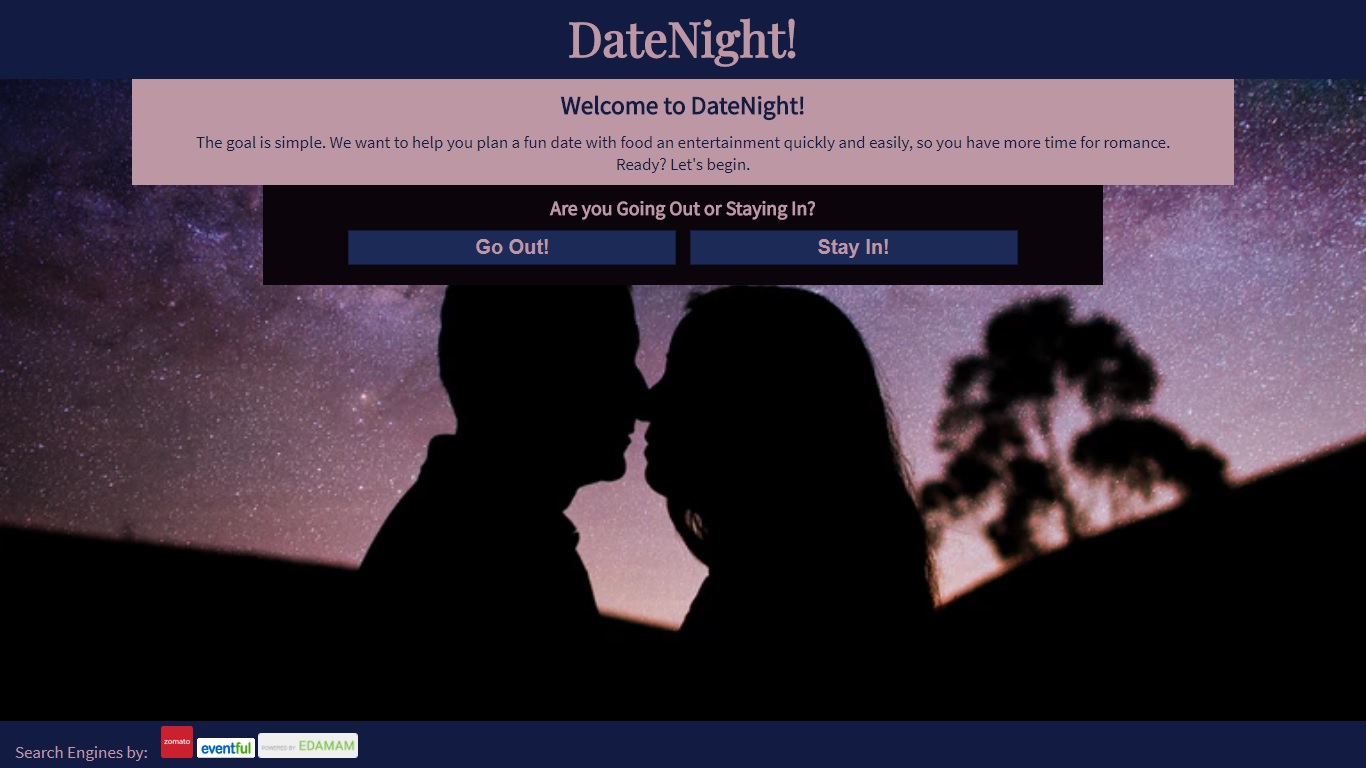 DateNight!
Welcome to DateNight!
The goal is simple. We want to help you plan a fun date with food an entertainment quickly and easily, so you have more time for romance.
Ready? Let's begin.
Are you Going Out or Staying In?
Go Out!
Stay In!
Search Engines by:
zomato
eventful
POWERED BY EDAMAM